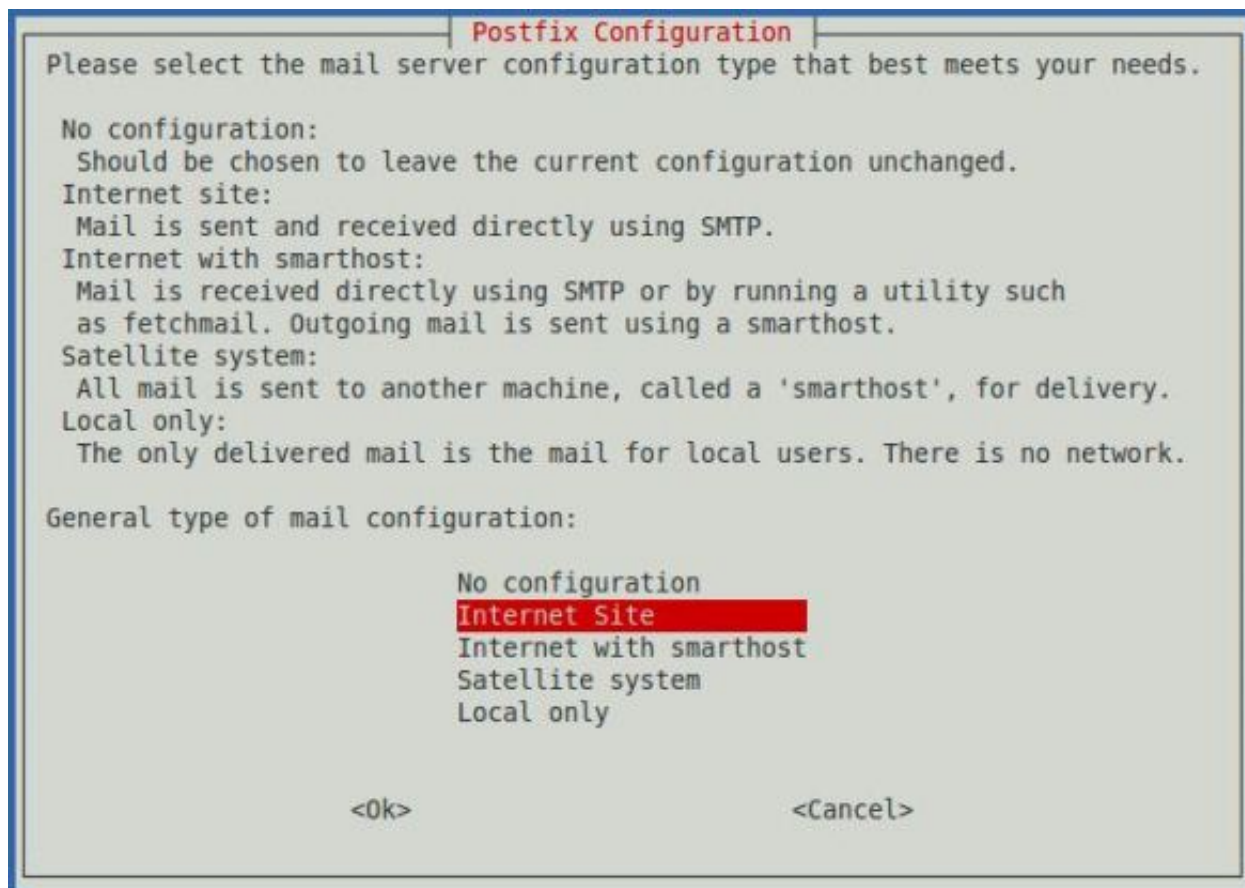 Postfix Configuration
Please select the mail server configuration type that best meets your needs.
No configuration:
Should be chosen to leave the current configuration unchanged.
Internet site:
Mail is sent and received directly using SMTP.
Internet with smarthost:
Mail is received directly using SMTP or by running a utility such
as fetchmail. Outgoing mail is sent using a smarthost.
Satellite system:
All mail is sent to another machine, called a 'smarthost', for delivery.
Local only:
The only delivered mail is the mail for local users. There is no network.
General type of mail configuration:
No configuration
Internet Site
Internet with smarthost
Satellite system
Local only
<Ok> <Cancel>